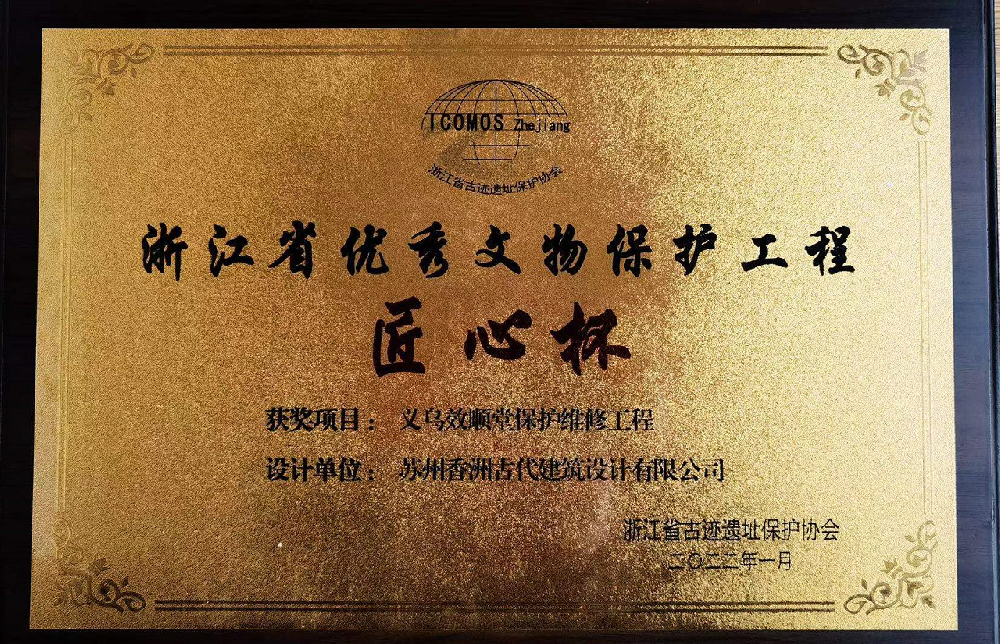 ICOMOS Zhejiang
浙江省古迹遗址保护协会
浙江省优秀文物保护工程
匠心杯
获奖项目：义乌效顺堂保护维修工程
设计单位：苏州香洲古代建筑设计有限公司
浙江省古迹遗址保护协会
二〇二二年一月